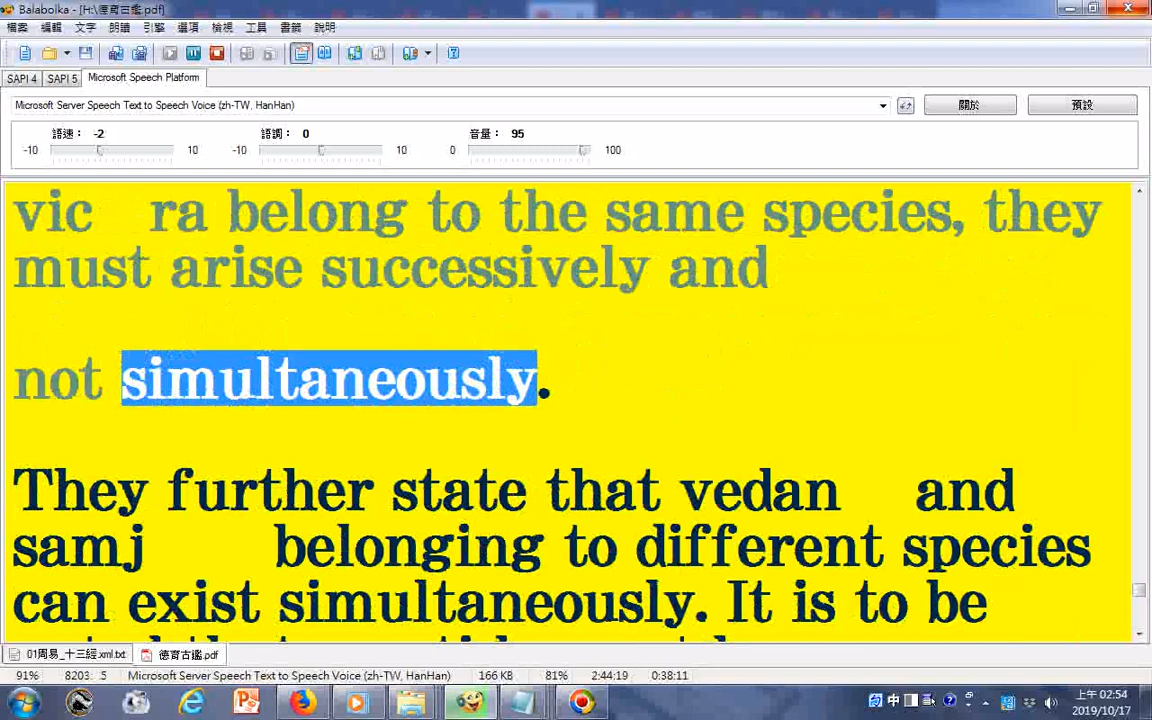 Balabolka - [H:\德育古鑑.pdf]
檔案 編輯 文字 朗讀 引擎 選項 檢視 工具 書籤 說明
SAPI 4 SAPI 5 Microsoft Speech Platform
Microsoft Server Speech Text to Speech Voice (zh-TW, HanHan) 關於 預設
語速： -2 語調： 0 音量： 95
-10 10 -10 10 0 100
vic ra belong to the same species, they
must arise successively and
not simultaneously.
They further state that vedan and
samj belonging to different species
can exist simultaneously. It is to be
01周易_十三經.xml.txt 德育古鑑.pdf
91% 8203: 5 Microsoft Server Speech Text to Speech Voice (zh-TW, HanHan) 166 KB 81% 2:44:19 0:38:11
中 上午 02:54
2019/10/17